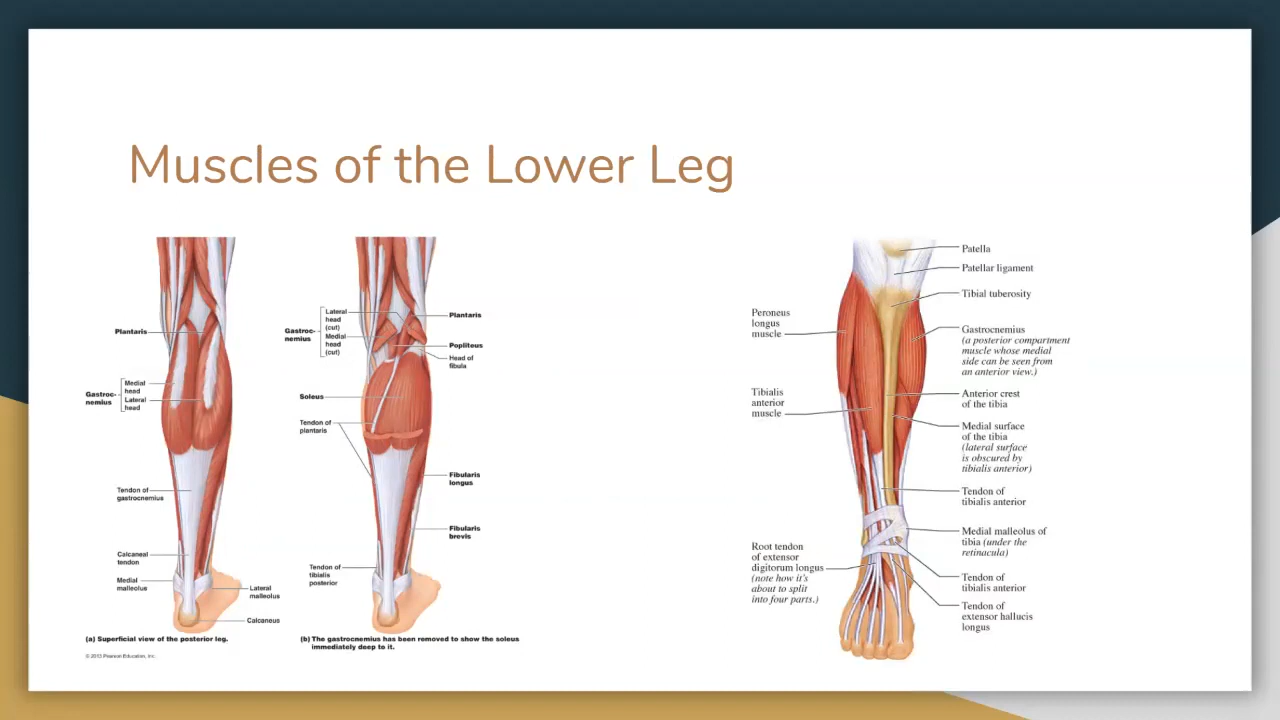 Muscles of the Lower Leg
Plantaris
Gastroc-
nemius
Medial
head
Lateral
head
Tendon of
gastrocnemius
Calcaneal
tendon
Medial
malleolus
Lateral
malleolus
Calcaneus
(a) Superficial view of the posterior leg.
© 2013 Pearson Education, Inc.
Gastroc-
nemius
Lateral
head
(cut)
Medial
head
(cut)
Plantaris
Popliteus
Head of
fibula
Soleus
Tendon of
plantaris
Fibularis
longus
Fibularis
brevis
Tendon of
tibialis
posterior
(b) The gastrocnemius has been removed to show the soleus
immediately deep to it.
Peroneus
longus
muscle
Tibialis
anterior
muscle
Root tendon
of extensor
digitorum longus
(note how it's
about to split
into four parts.)
Patella
Patellar ligament
Tibial tuberosity
Gastrocnemius
(a posterior compartment
muscle whose medial
side can be seen from
an anterior view.)
Anterior crest
of the tibia
Medial surface
of the tibia
(lateral surface
is obscured by
tibialis anterior)
Tendon of
tibialis anterior
Medial malleolus of
tibia (under the
retinacula)
Tendon of
tibialis anterior
Tendon of
extensor hallucis
longus